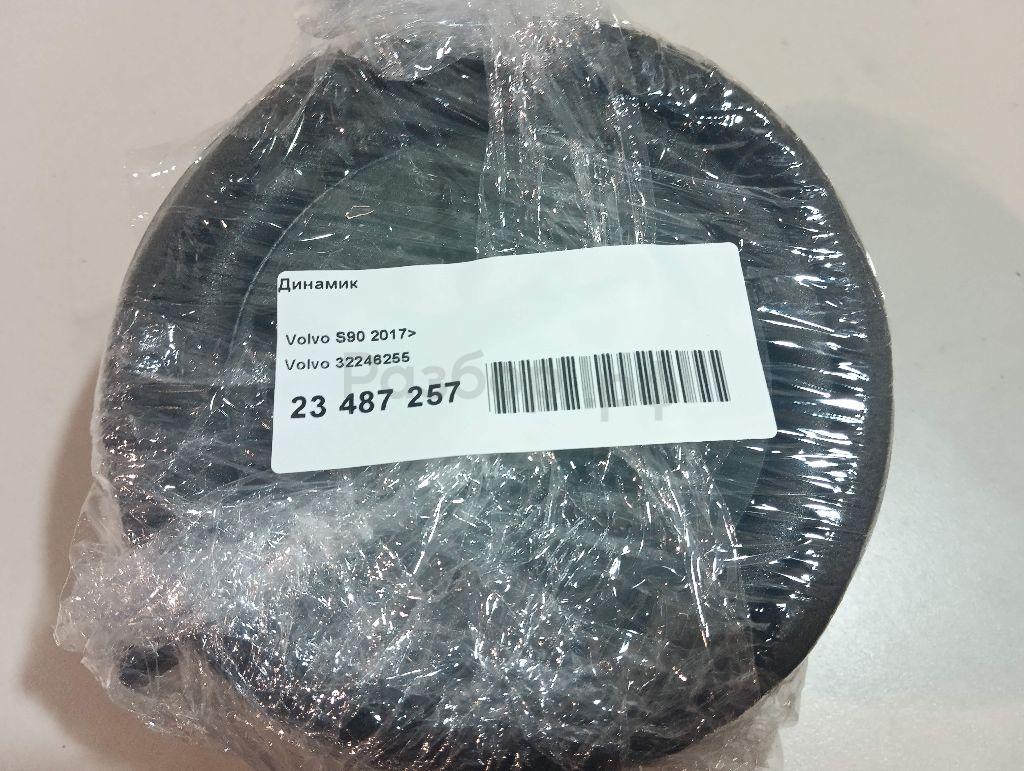 Динамик
Volvo S90 2017>
Volvo 32246255
23 487 257